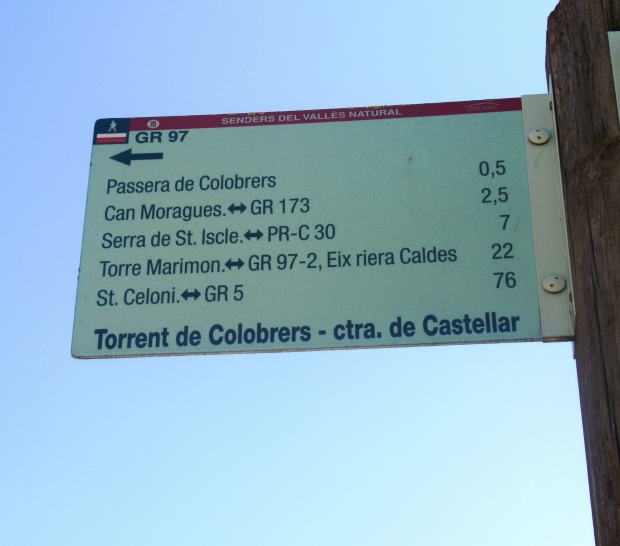 SENDERS DEL VALLÈS NATURAL
GR 97
Passera de Colobrers 0,5
Can Moragues.↔GR 173 2,5
Serra de St. Iscle.↔PR-C 30 7
Torre Marimon.↔GR 97-2, Eix riera Caldes 22
St. Celoni.↔GR 5 76
Torrent de Colobrers - ctra. de Castellar